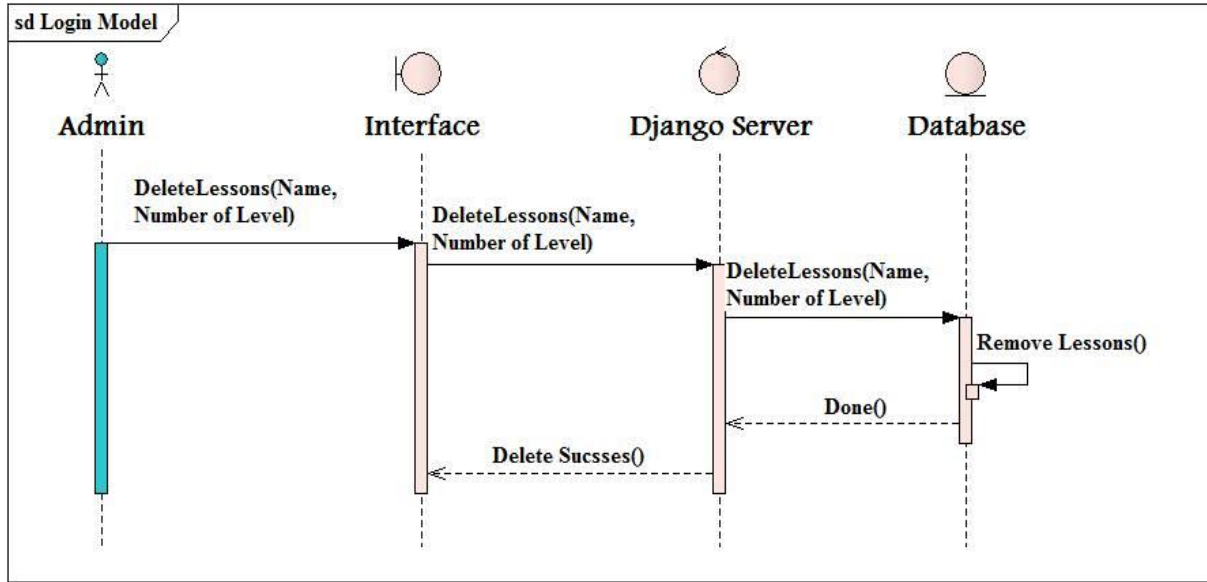 sd Login Model
Admin
Interface
Django Server
Database
DeleteLessons(Name,
Number of Level)
DeleteLessons(Name,
Number of Level)
DeleteLessons(Name,
Number of Level)
Remove Lessons()
Done()
Delete Sucsses()